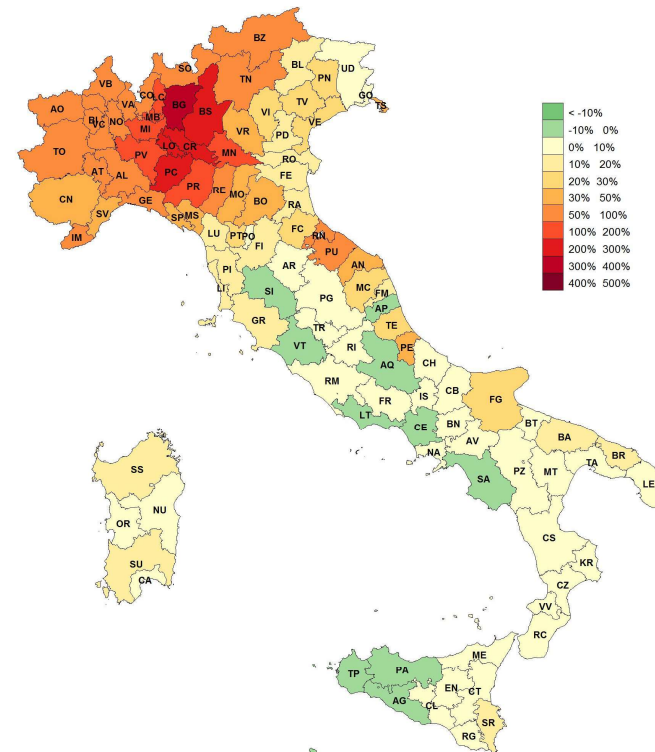 BZ
SO
VB
TN
BL
PN
UD
AO
CO
LC
BG
BS
VA
BI
VC
NO
MB
MI
VI
TV
GO
TS
VE
VR
PD
TO
LO
CR
PV
MN
RO
AT
AL
PC
FE
CN
GE
PR
RE
MO
BO
RA
SV
SP
MS
IM
LU
PT
PO
FI
FC
RN
PU
PI
AR
AN
LI
SI
PG
MC
FM
AP
GR
TR
TE
VT
RI
PE
AQ
CH
RM
FR
IS
CB
FG
LT
CE
BN
BT
BA
AV
NA
BR
SA
PZ
MT
TA
LE
SS
NU
OR
CS
SU
CA
KR
CZ
VV
RC
ME
TP
PA
EN
CT
AG
CL
SR
RG
< -10%
-10% 0%
0% 10%
10% 20%
20% 30%
30% 50%
50% 100%
100% 200%
200% 300%
300% 400%
400% 500%